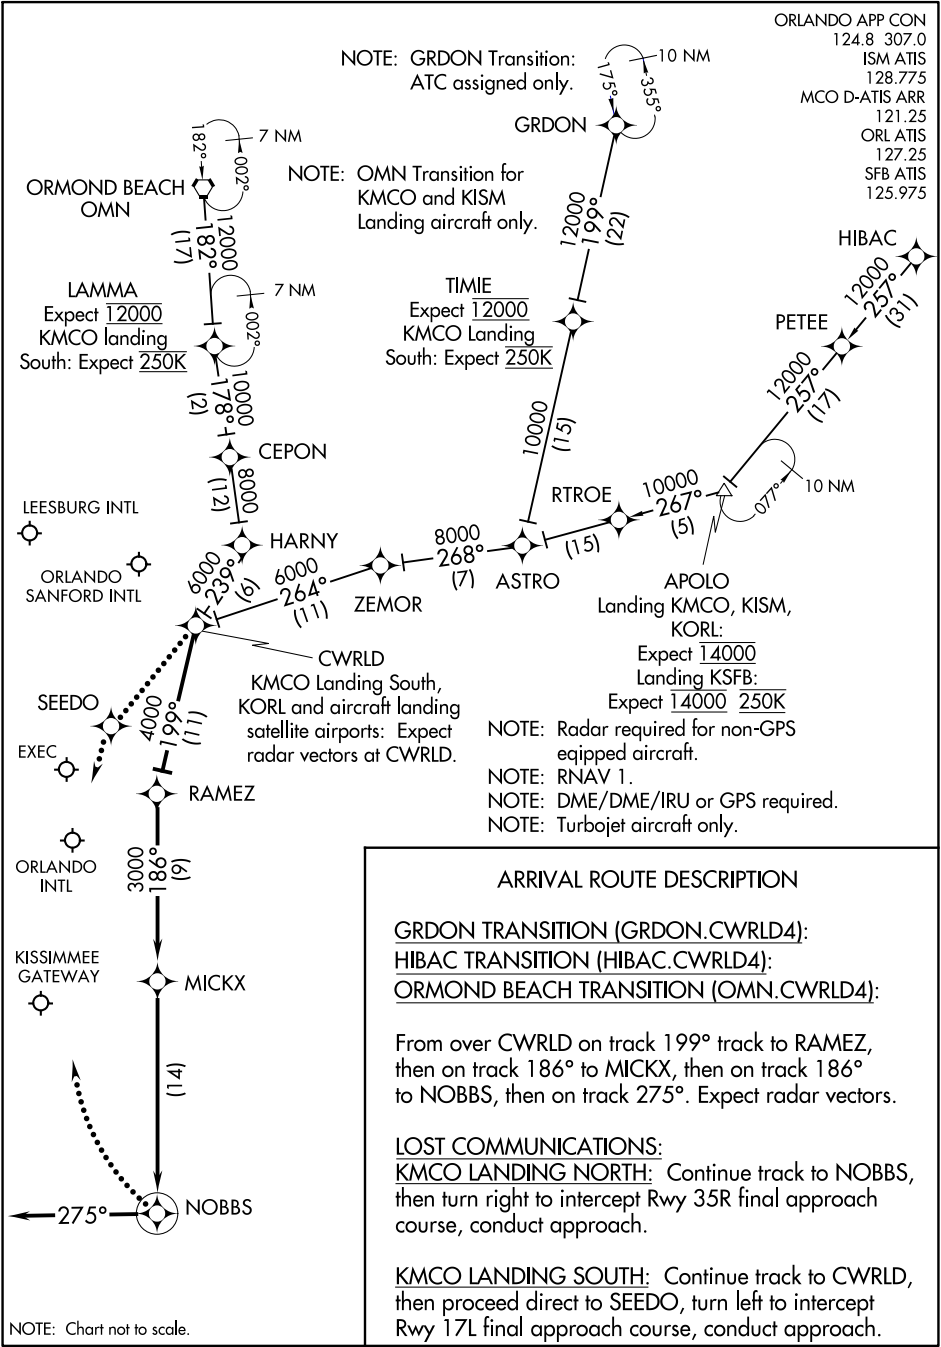 ORLANDO APP CON
124.8 307.0
ISM ATIS
128.775
MCO D-ATIS ARR
121.25
ORL ATIS
127.25
SFB ATIS
125.975
NOTE: GRDON Transition:
ATC assigned only.
10 NM
175°
355°
GRDON
7 NM
182°
002°
ORMOND BEACH
OMN
NOTE: OMN Transition for
KMCO and KISM
Landing aircraft only.
12000
182°
(17)
12000
199°
(22)
HIBAC
12000
257°
(31)
LAMMA
Expect 12000
KMCO landing
South: Expect 250K
7 NM
002°
TIMIE
Expect 12000
KMCO Landing
South: Expect 250K
PETEE
12000
257°
(17)
10000
178°
(2)
10000
(15)
CEPON
8000
(12)
RTROE
10000
267°
(5)
077°
10 NM
LEESBURG INTL
HARNY
ORLANDO
SANFORD INTL
6000
239°
(6)
6000
264°
(11)
ZEMOR
8000
268°
(7)
ASTRO
(15)
APOLO
Landing KMCO, KISM,
KORL:
Expect 14000
Landing KSFB:
Expect 14000 250K
CWRLD
KMCO Landing South,
KORL and aircraft landing
satellite airports: Expect
radar vectors at CWRLD.
SEEDO
4000
199°
(11)
EXEC
RAMEZ
NOTE: Radar required for non-GPS
eqipped aircraft.
NOTE: RNAV 1.
NOTE: DME/DME/IRU or GPS required.
NOTE: Turbojet aircraft only.
ORLANDO
INTL
3000
186°
(9)
KISSIMMEE
GATEWAY
MICKX
(14)
NOBBS
275°
NOTE: Chart not to scale.
ARRIVAL ROUTE DESCRIPTION
GRDON TRANSITION (GRDON.CWRLD4):
HIBAC TRANSITION (HIBAC.CWRLD4):
ORMOND BEACH TRANSITION (OMN.CWRLD4):
From over CWRLD on track 199° track to RAMEZ,
then on track 186° to MICKX, then on track 186°
to NOBBS, then on track 275°. Expect radar vectors.
LOST COMMUNICATIONS:
KMCO LANDING NORTH: Continue track to NOBBS,
then turn right to intercept Rwy 35R final approach
course, conduct approach.
KMCO LANDING SOUTH: Continue track to CWRLD,
then proceed direct to SEEDO, turn left to intercept
Rwy 17L final approach course, conduct approach.